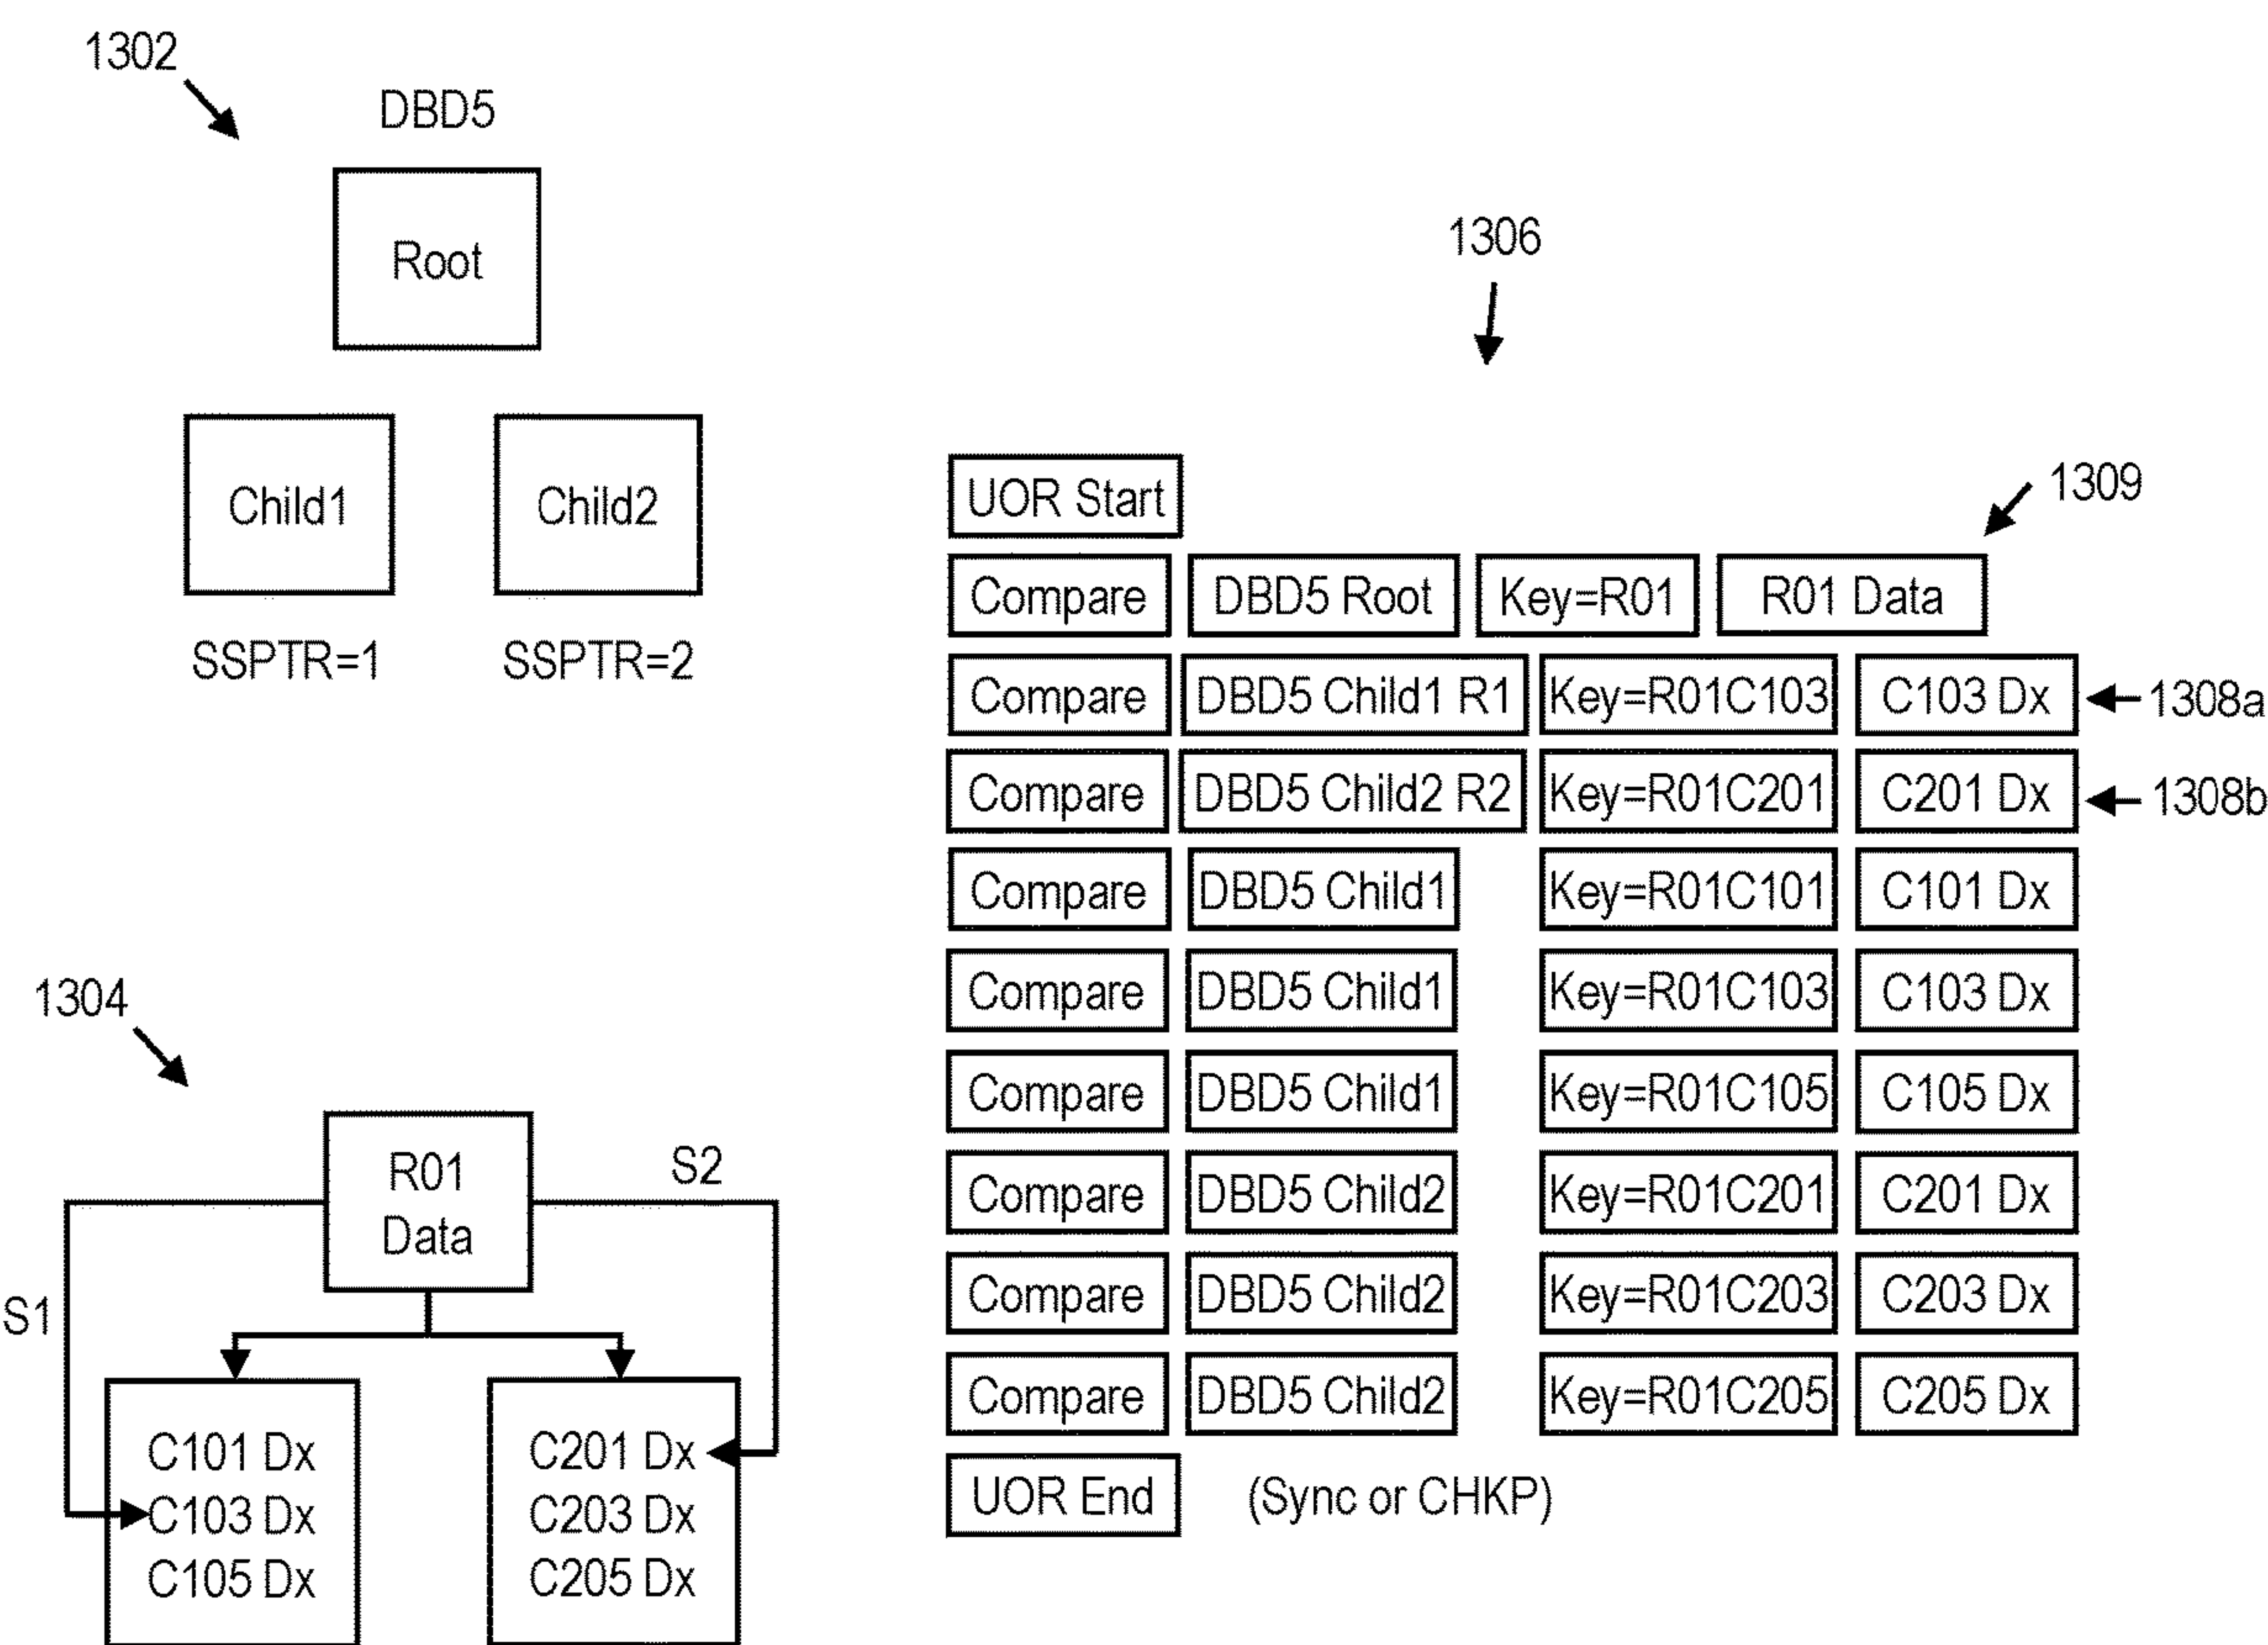 1302
DBD5
Root
Child1
Child2
SSPTR=1
SSPTR=2
1304
R01
Data
S1
S2
C101 Dx
C103 Dx
C105 Dx
C201 Dx
C203 Dx
C205 Dx
1306
1309
UOR Start
Compare DBD5 Root Key=R01 R01 Data
Compare DBD5 Child1 R1 Key=R01C103 C103 Dx 1308a
Compare DBD5 Child2 R2 Key=R01C201 C201 Dx 1308b
Compare DBD5 Child1 Key=R01C101 C101 Dx
Compare DBD5 Child1 Key=R01C103 C103 Dx
Compare DBD5 Child1 Key=R01C105 C105 Dx
Compare DBD5 Child2 Key=R01C201 C201 Dx
Compare DBD5 Child2 Key=R01C203 C203 Dx
Compare DBD5 Child2 Key=R01C205 C205 Dx
UOR End (Sync or CHKP)